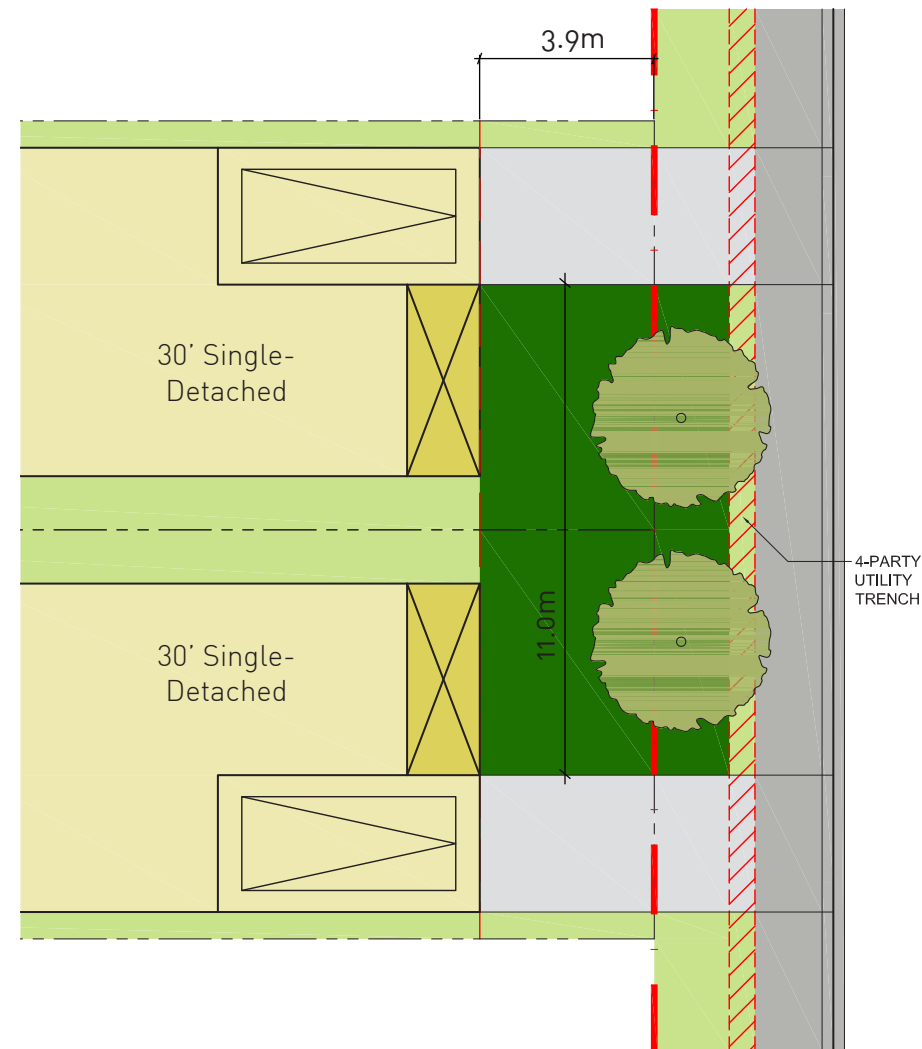 3.9m
30’ Single-
Detached
4-PARTY
UTILITY
TRENCH
11.0m
30’ Single-
Detached